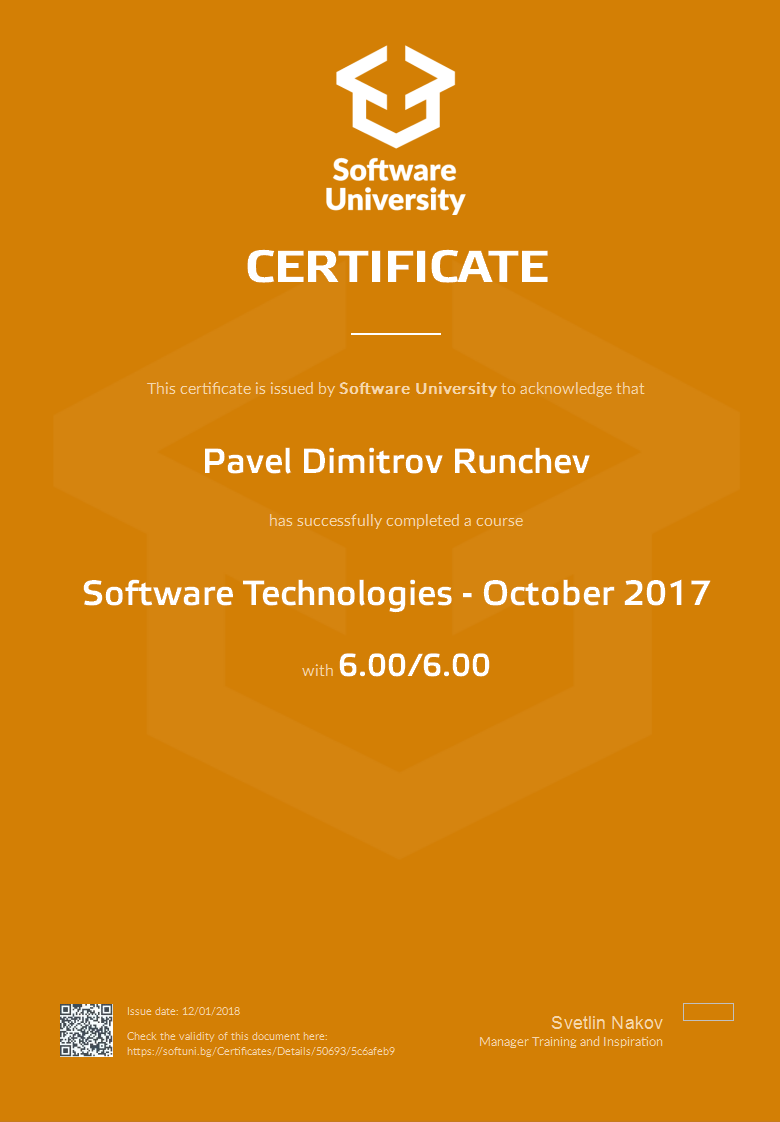 Software
University
CERTIFICATE
This certificate is issued by Software University to acknowledge that
Pavel Dimitrov Runchev
has successfully completed a course
Software Technologies - October 2017
with 6.00/6.00
Issue date: 12/01/2018
Check the validity of this document here:
https://softuni.bg/Certificates/Details/50693/5c6afeb9
Svetlin Nakov
Manager Training and Inspiration